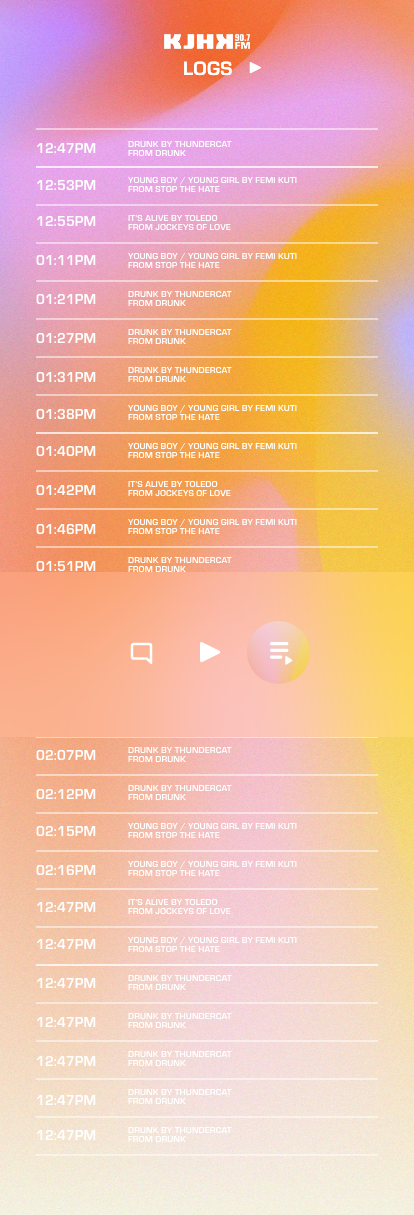 KJHK 90.7 FM
LOGS
12:47PM DRUNK BY THUNDERCAT
FROM DRUNK
12:53PM YOUNG BOY / YOUNG GIRL BY FEMI KUTI
FROM STOP THE HATE
12:55PM IT'S ALIVE BY TOLEDO
FROM JOCKEYS OF LOVE
01:11PM YOUNG BOY / YOUNG GIRL BY FEMI KUTI
FROM STOP THE HATE
01:21PM DRUNK BY THUNDERCAT
FROM DRUNK
01:27PM DRUNK BY THUNDERCAT
FROM DRUNK
01:31PM DRUNK BY THUNDERCAT
FROM DRUNK
01:38PM YOUNG BOY / YOUNG GIRL BY FEMI KUTI
FROM STOP THE HATE
01:40PM YOUNG BOY / YOUNG GIRL BY FEMI KUTI
FROM STOP THE HATE
01:42PM IT'S ALIVE BY TOLEDO
FROM JOCKEYS OF LOVE
01:46PM YOUNG BOY / YOUNG GIRL BY FEMI KUTI
FROM STOP THE HATE
01:51PM DRUNK BY THUNDERCAT
FROM DRUNK
02:07PM DRUNK BY THUNDERCAT
FROM DRUNK
02:12PM DRUNK BY THUNDERCAT
FROM DRUNK
02:15PM YOUNG BOY / YOUNG GIRL BY FEMI KUTI
FROM STOP THE HATE
02:16PM YOUNG BOY / YOUNG GIRL BY FEMI KUTI
FROM STOP THE HATE
12:47PM IT'S ALIVE BY TOLEDO
FROM JOCKEYS OF LOVE
12:47PM YOUNG BOY / YOUNG GIRL BY FEMI KUTI
FROM STOP THE HATE
12:47PM DRUNK BY THUNDERCAT
FROM DRUNK
12:47PM DRUNK BY THUNDERCAT
FROM DRUNK
12:47PM DRUNK BY THUNDERCAT
FROM DRUNK
12:47PM DRUNK BY THUNDERCAT
FROM DRUNK
12:47PM DRUNK BY THUNDERCAT
FROM DRUNK